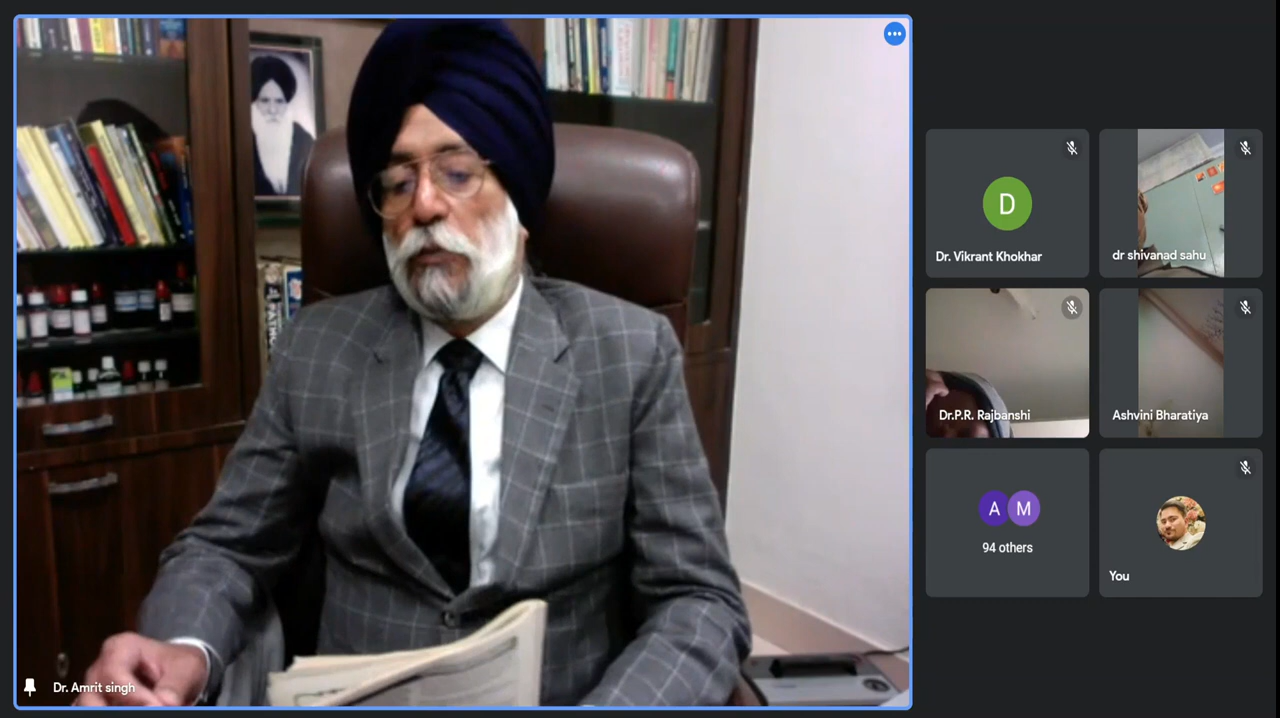 Dr. Amrit singh
D
Dr. Vikrant Khokhar
dr shivanad sahu
Dr.P.R. Rajbanshi
Ashvini Bharatiya
A M
94 others
You